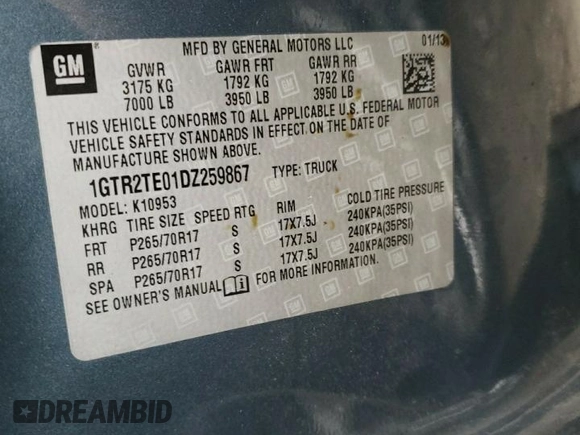 GM
MFD BY GENERAL MOTORS LLC 01/13
GVWR GAWR FRT GAWR RR
3175 KG 1792 KG 1792 KG
7000 LB 3950 LB 3950 LB
THIS VEHICLE CONFORMS TO ALL APPLICABLE U.S. FEDERAL MOTOR
VEHICLE SAFETY STANDARDS IN EFFECT ON THE DATE OF
MANUFACTURE SHOWN ABOVE.
1GTR2TE01DZ259867 TYPE: TRUCK
MODEL: K10953
KHRG TIRE SIZE SPEED RTG RIM COLD TIRE PRESSURE
FRT P265/70R17 S 17X7.5J 240KPA(35PSI)
RR P265/70R17 S 17X7.5J 240KPA(35PSI)
SPA P265/70R17 S 17X7.5J 240KPA(35PSI)
SEE OWNER'S MANUAL FOR MORE INFORMATION.
DREAMBID